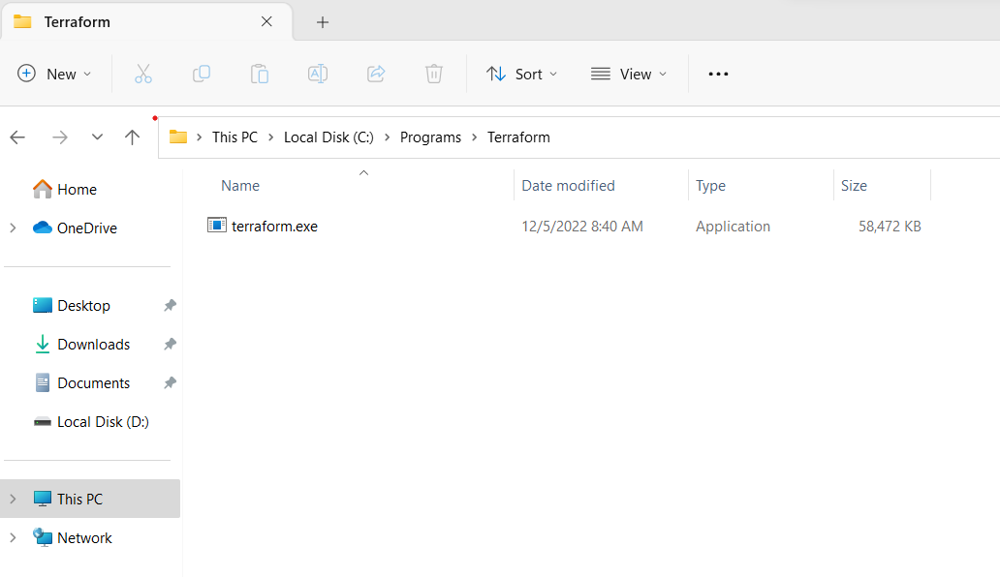 Terraform
New
Sort
View
This PC > Local Disk (C:) > Programs > Terraform
Name Date modified Type Size
terraform.exe 12/5/2022 8:40 AM Application 58,472 KB
Home
OneDrive
Desktop
Downloads
Documents
Local Disk (D:)
This PC
Network